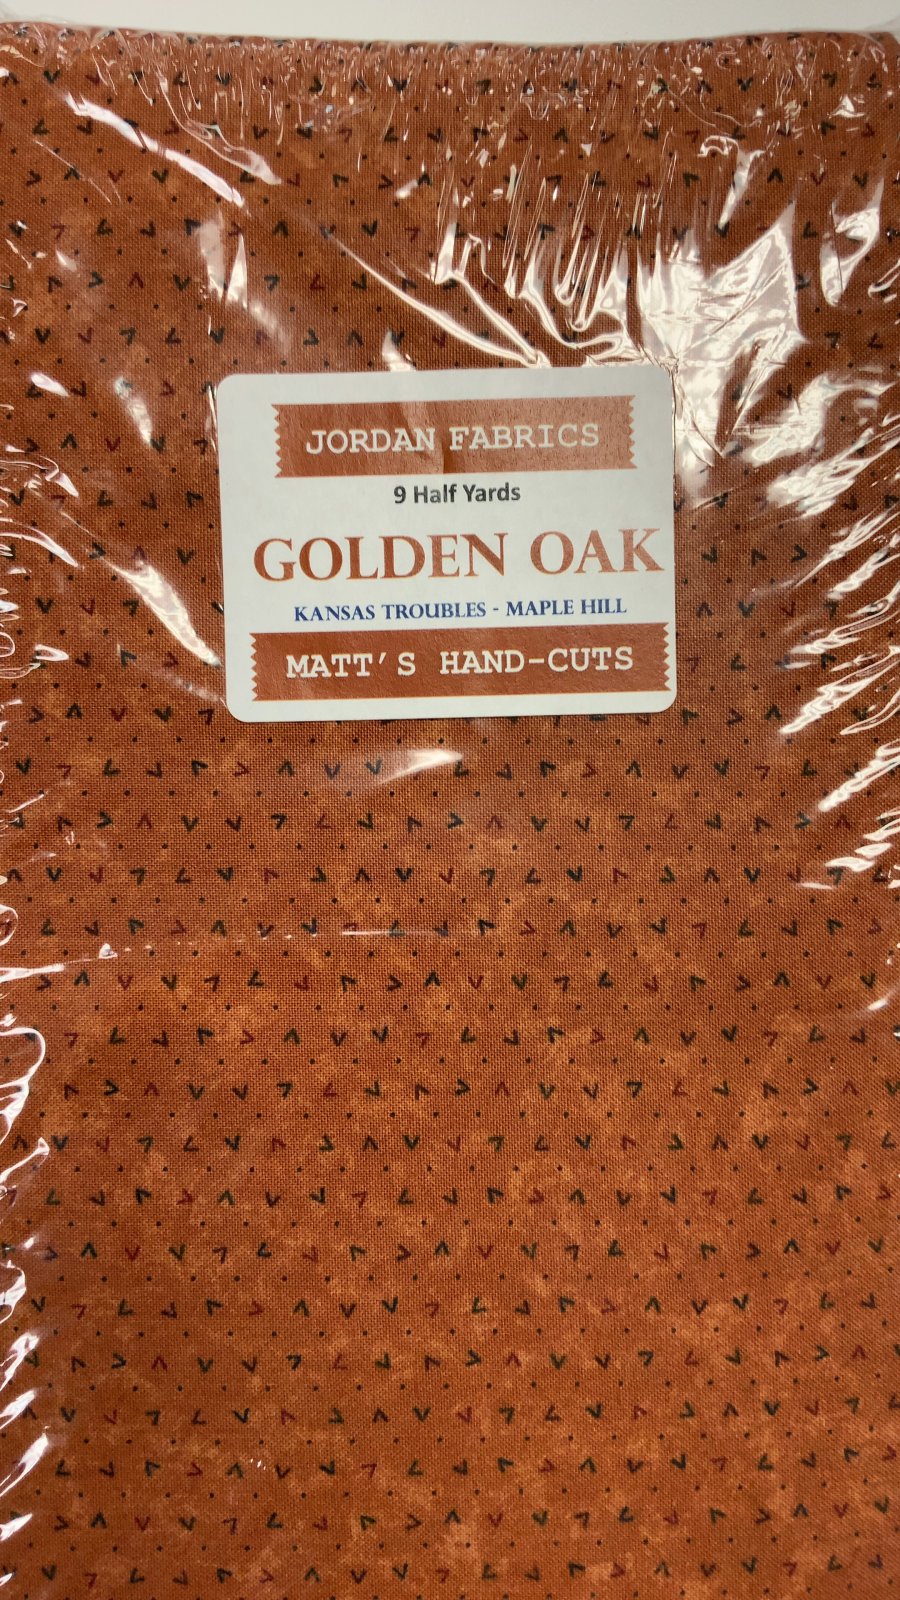 JORDAN FABRICS
9 Half Yards
GOLDEN OAK
KANSAS TROUBLES - MAPLE HILL
MATT'S HAND-CUTS